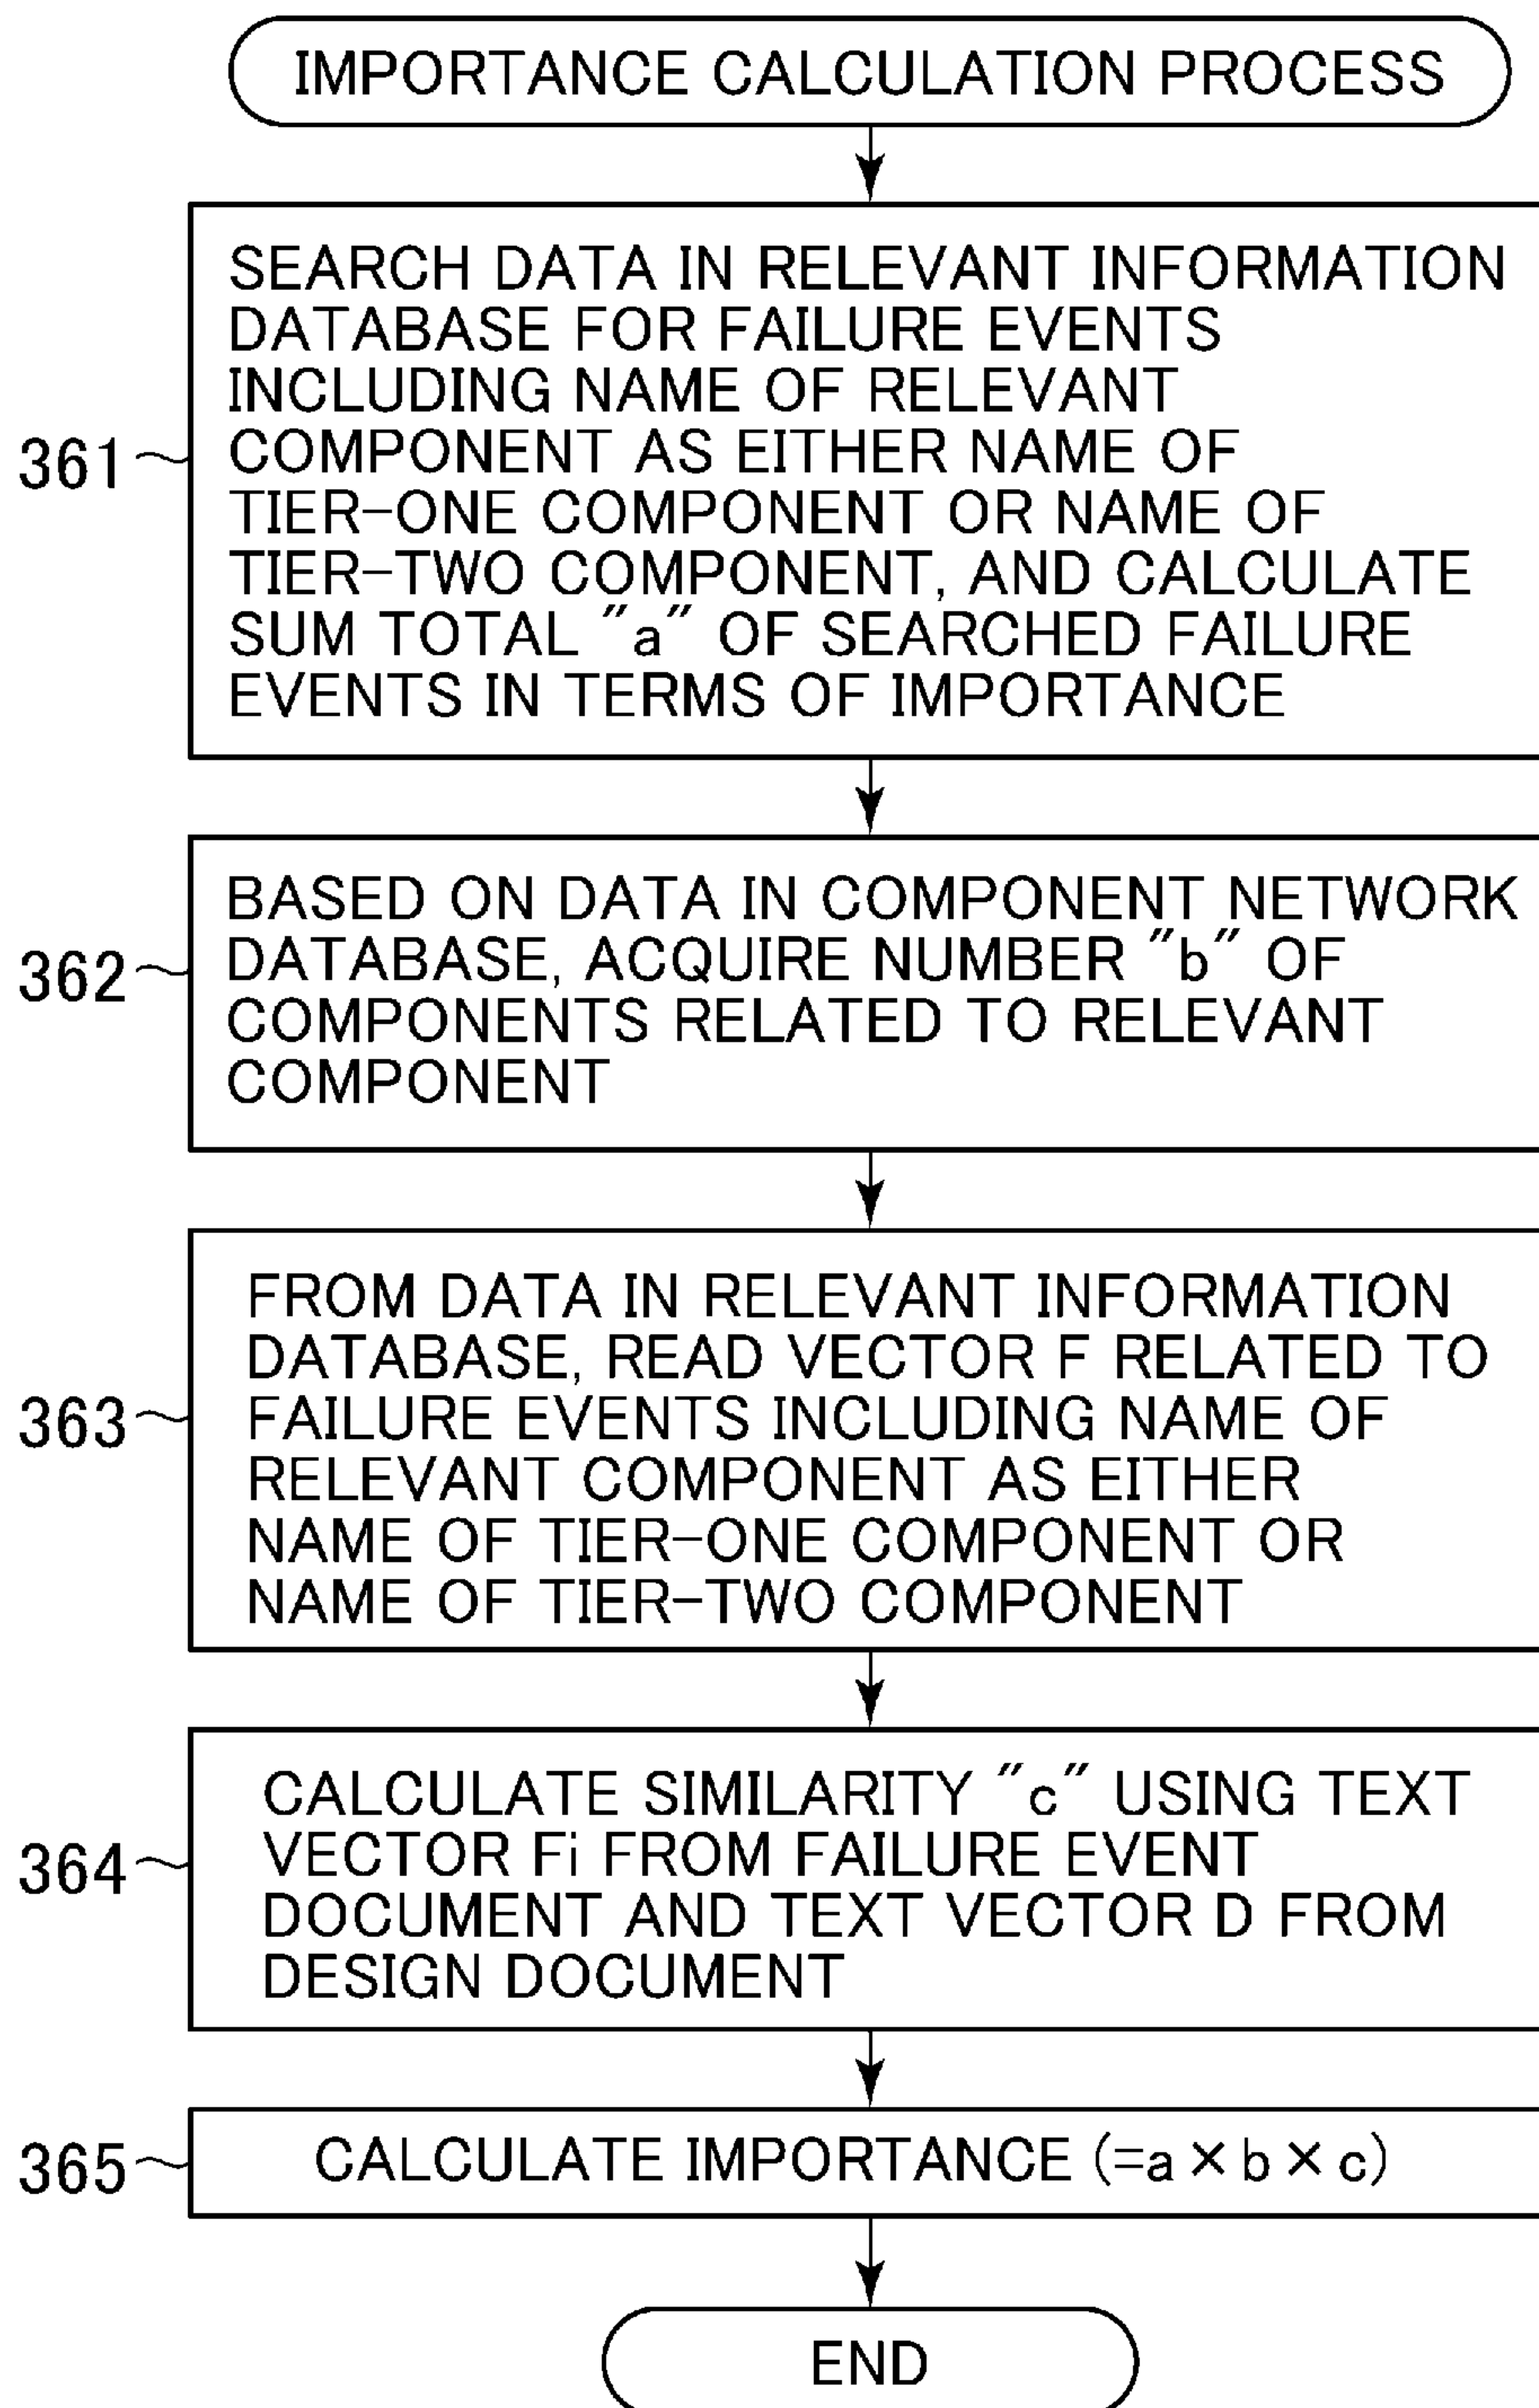 IMPORTANCE CALCULATION PROCESS
361
SEARCH DATA IN RELEVANT INFORMATION
DATABASE FOR FAILURE EVENTS
INCLUDING NAME OF RELEVANT
COMPONENT AS EITHER NAME OF
TIER-ONE COMPONENT OR NAME OF
TIER-TWO COMPONENT, AND CALCULATE
SUM TOTAL "a" OF SEARCHED FAILURE
EVENTS IN TERMS OF IMPORTANCE
362
BASED ON DATA IN COMPONENT NETWORK
DATABASE, ACQUIRE NUMBER "b" OF
COMPONENTS RELATED TO RELEVANT
COMPONENT
363
FROM DATA IN RELEVANT INFORMATION
DATABASE, READ VECTOR F RELATED TO
FAILURE EVENTS INCLUDING NAME OF
RELEVANT COMPONENT AS EITHER
NAME OF TIER-ONE COMPONENT OR
NAME OF TIER-TWO COMPONENT
364
CALCULATE SIMILARITY "c" USING TEXT
VECTOR Fi FROM FAILURE EVENT
DOCUMENT AND TEXT VECTOR D FROM
DESIGN DOCUMENT
365
CALCULATE IMPORTANCE (=a × b × c)
END